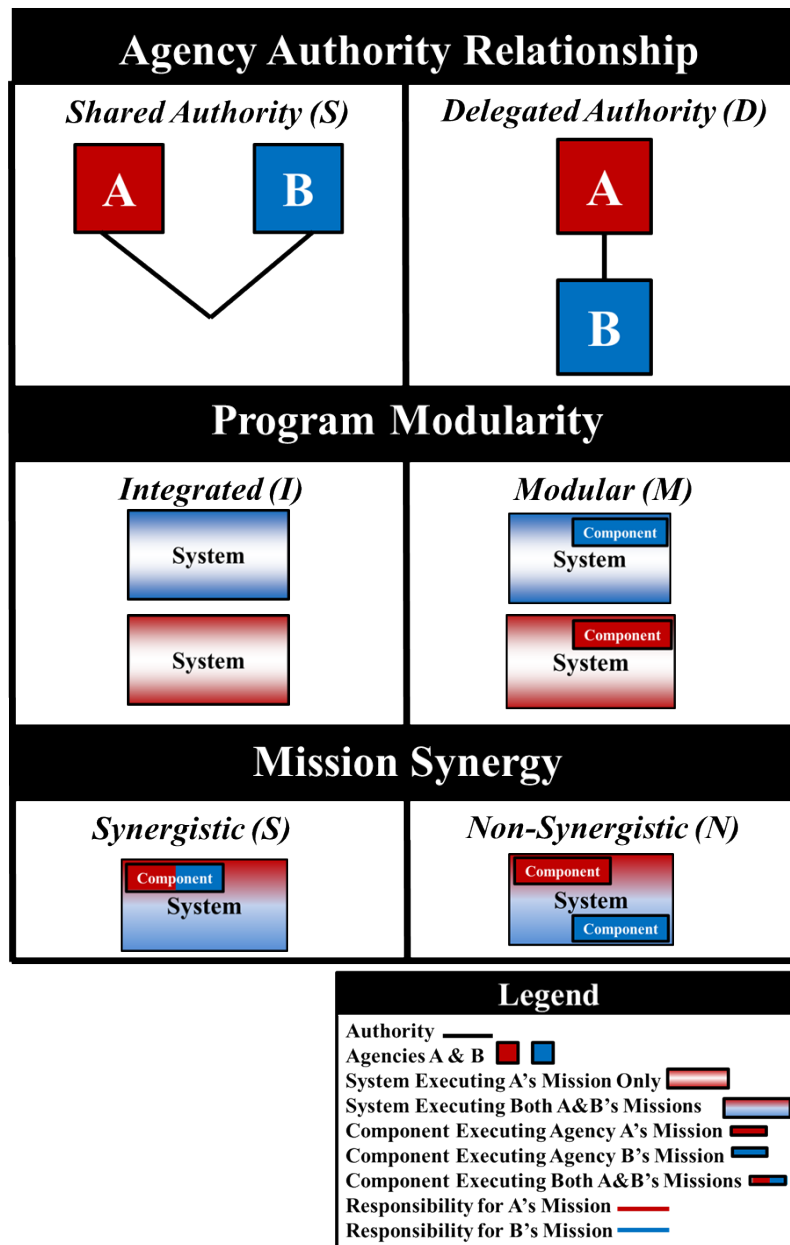 Agency Authority Relationship
Shared Authority (S)
Delegated Authority (D)
A
B
A
B
Program Modularity
Integrated (I)
Modular (M)
System
Component
System
System
Component
System
Mission Synergy
Synergistic (S)
Non-Synergistic (N)
Component
System
Component
System
Component
Legend
Authority
Agencies A & B
System Executing A's Mission Only
System Executing Both A&B's Missions
Component Executing Agency A's Mission
Component Executing Agency B's Mission
Component Executing Both A&B's Missions
Responsibility for A's Mission
Responsibility for B's Mission